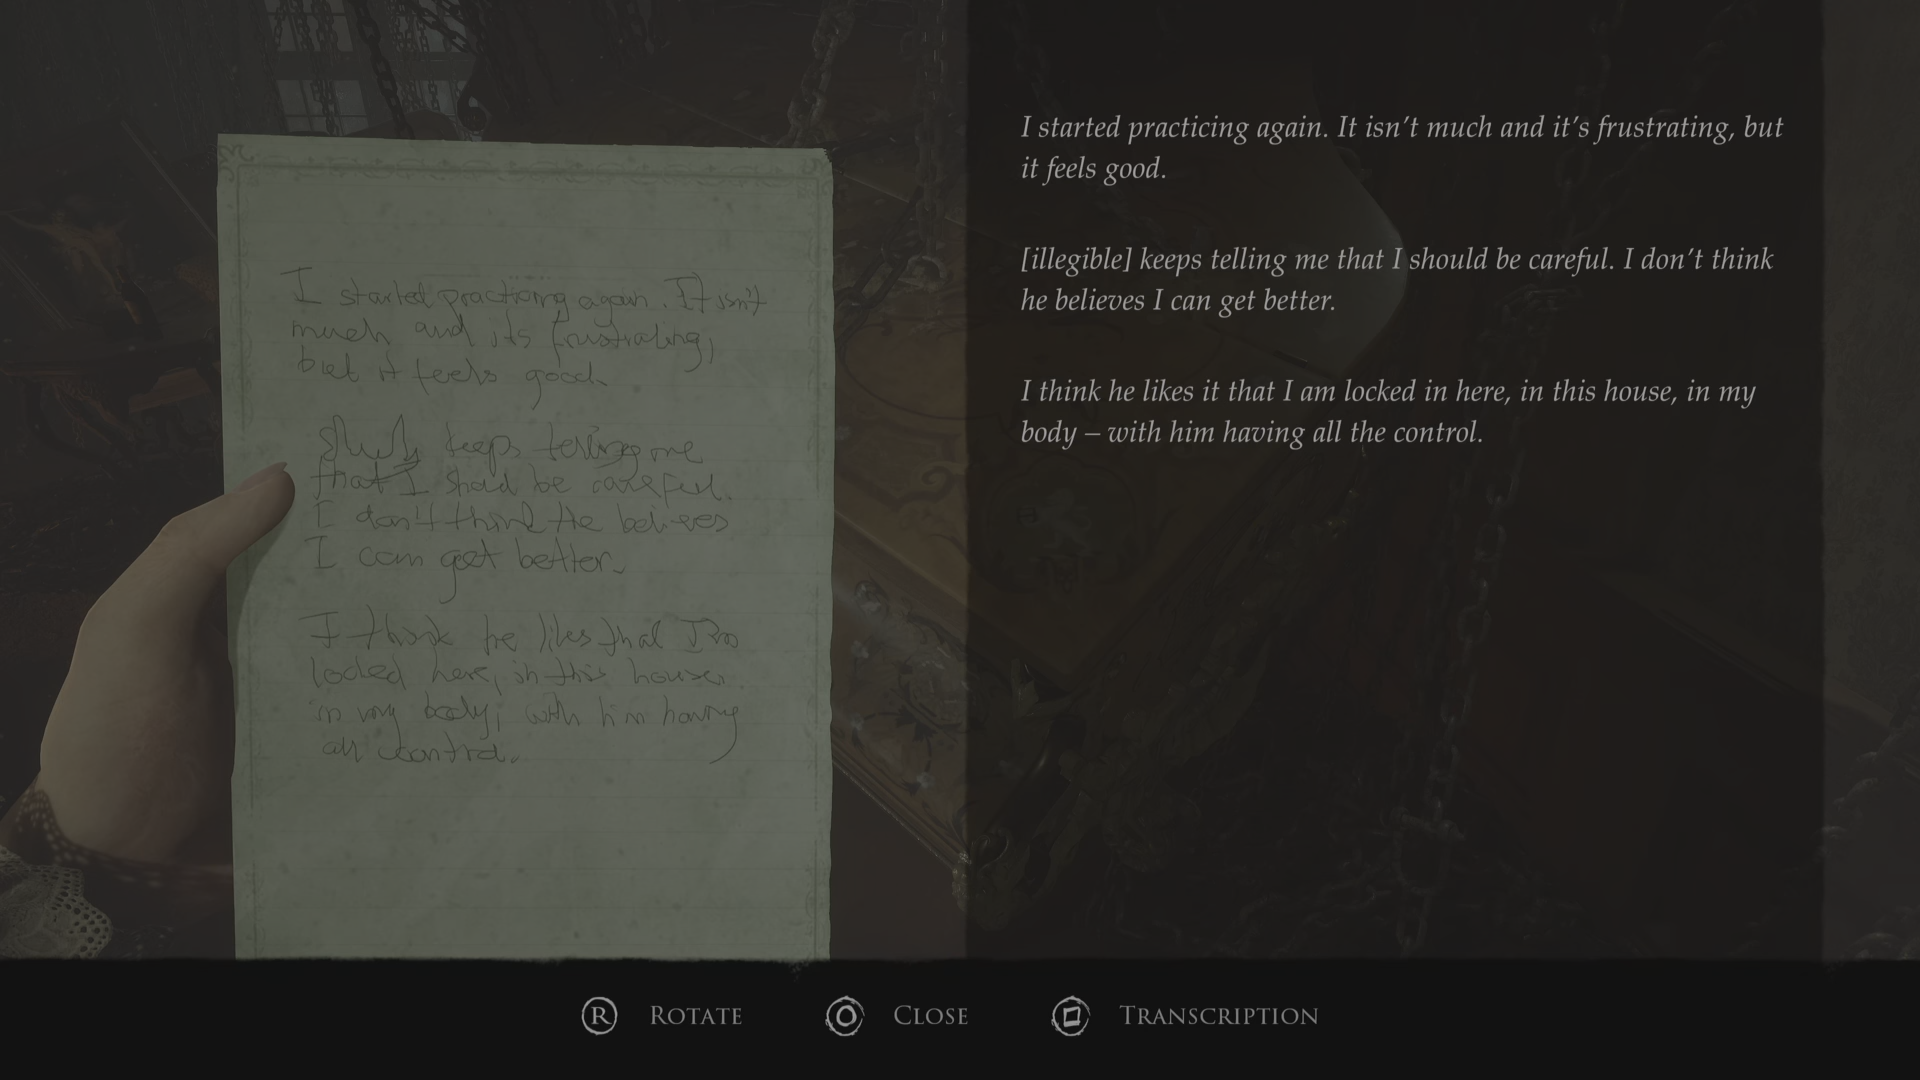 I started practicing again. It isn't
much and its frustrating,
but it feels good.
keeps telling me
that I shoud be careful.
I don't think He believes
I can get better.
I think he likes that I'm
locked here, in this house,
in my body, with him having
all control.
I started practicing again. It isn’t much and it’s frustrating, but
it feels good.
[illegible] keeps telling me that I should be careful. I don’t think
he believes I can get better.
I think he likes it that I am locked in here, in this house, in my
body – with him having all the control.
R ROTATE CLOSE TRANSCRIPTION